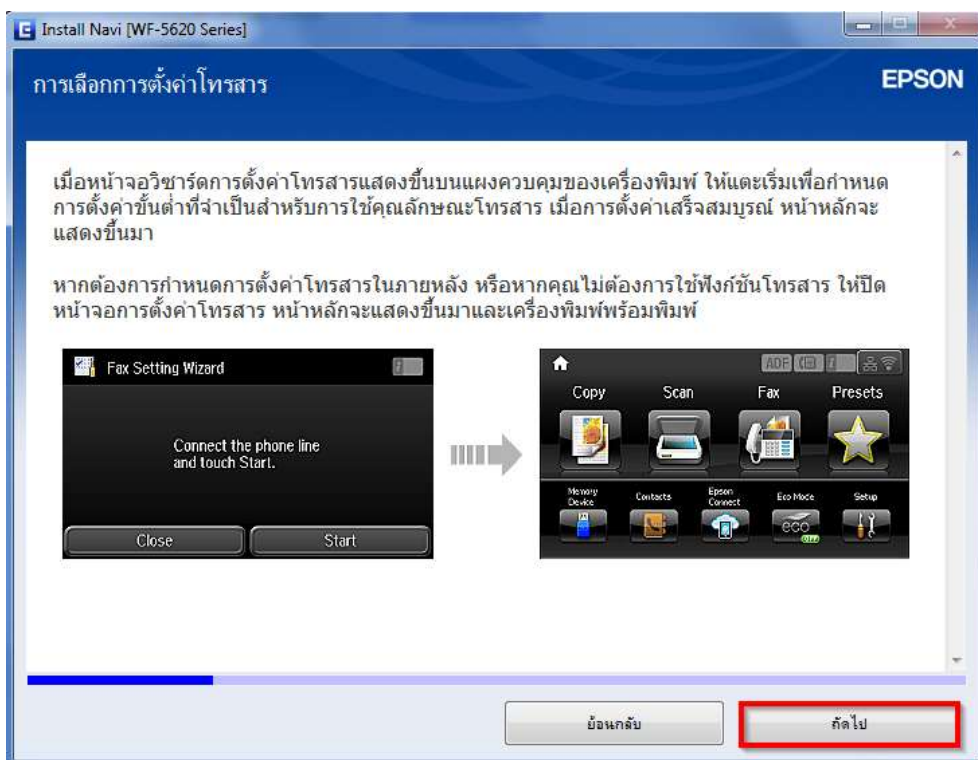 Install Navi [WF-5620 Series]
การเลือกการตั้งค่าโทรสาร
EPSON
เมื่อหน้าจอวิซาร์ดการตั้งค่าโทรสารแสดงขึ้นบนแผงควบคุมของเครื่องพิมพ์ ให้แตะเริ่มเพื่อกำหนด
การตั้งค่าขั้นต่ำที่จำเป็นสำหรับการใช้คุณลักษณะโทรสาร เมื่อการตั้งค่าเสร็จสมบูรณ์ หน้าหลักจะ
แสดงขึ้นมา
หากต้องการกำหนดการตั้งค่าโทรสารในภายหลัง หรือหากคุณไม่ต้องการใช้ฟังก์ชันโทรสาร ให้ปิด
หน้าจอการตั้งค่าโทรสาร หน้าหลักจะแสดงขึ้นมาและเครื่องพิมพ์พร้อมพิมพ์
Fax Setting Wizard
Connect the phone line
and touch Start.
Close Start
ADF
Copy Scan Fax Presets
Memory Device Contacts Epson Connect Eco Mode Setup
eco
OFF
ย้อนกลับ ถัดไป